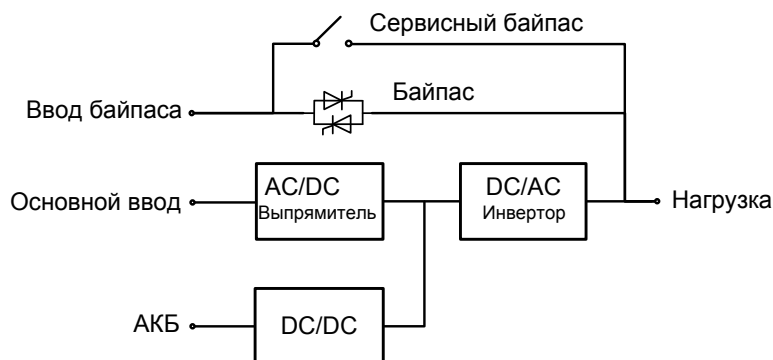 Сервисный байпас
Ввод байпаса
Байпас
Основной ввод
AC/DC
Выпрямитель
DC/AC
Инвертор
Нагрузка
АКБ
DC/DC